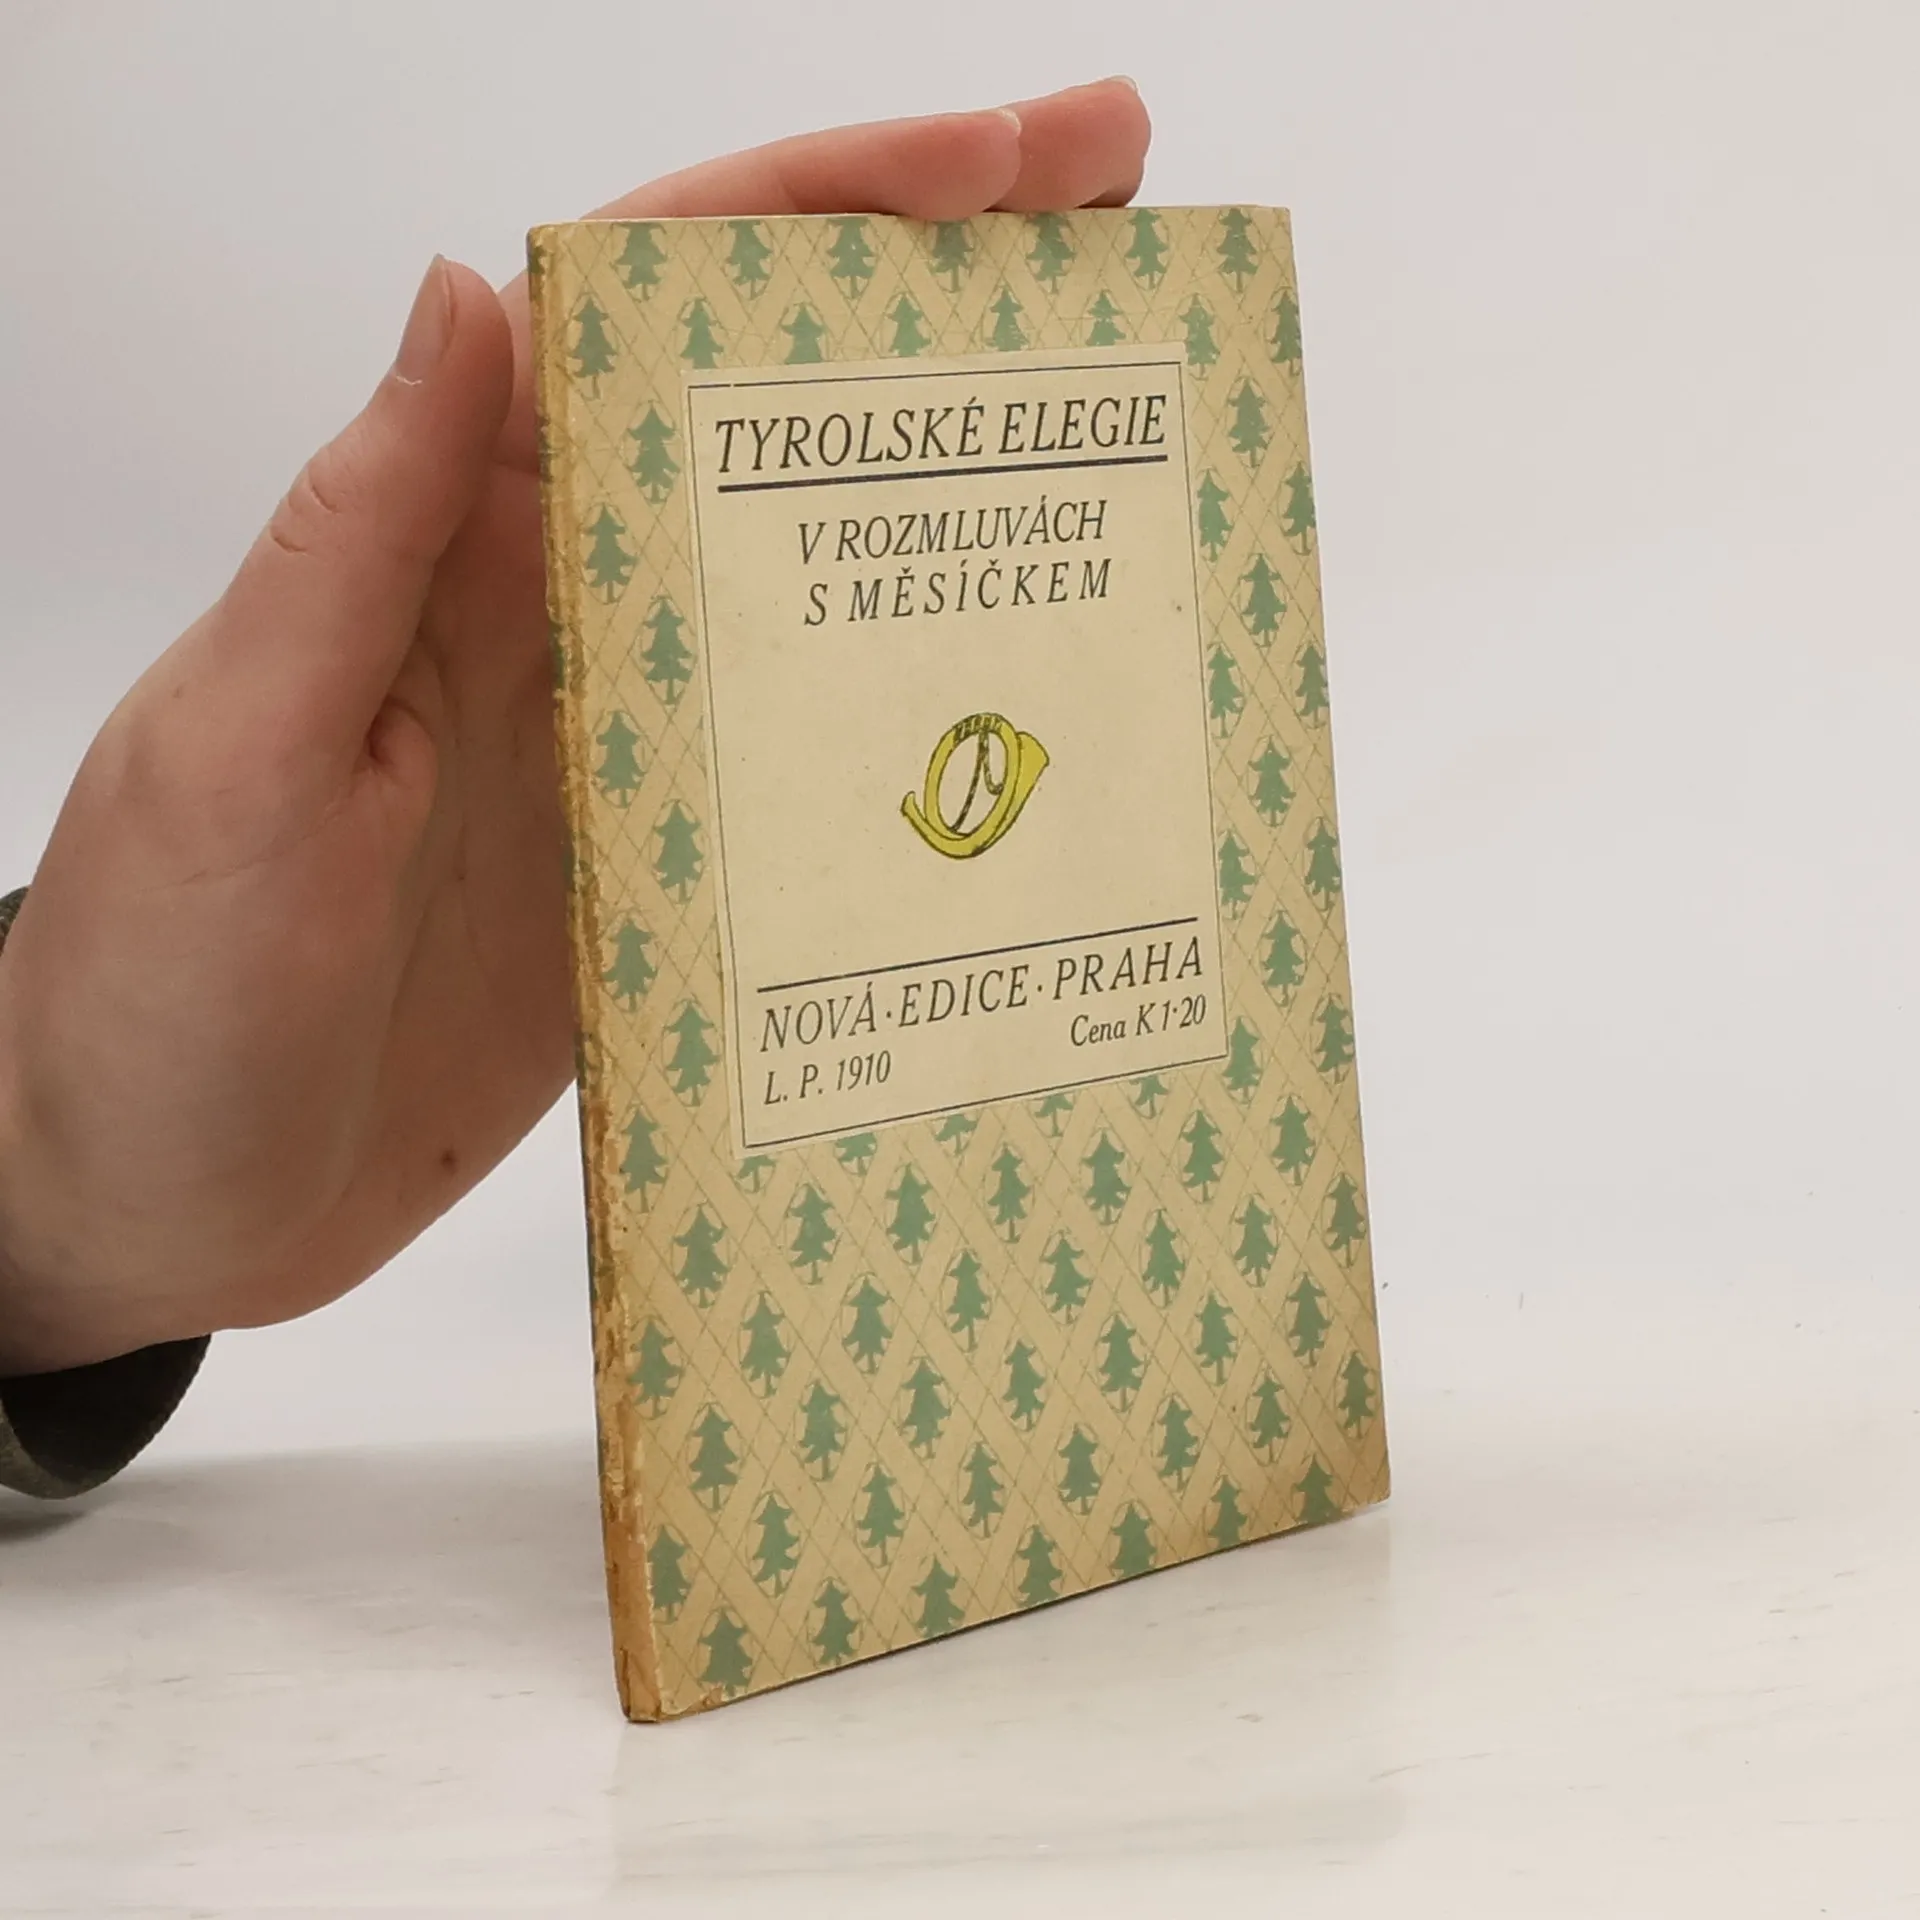 TYROLSKÉ ELEGIE
V ROZMLUVÁCH
S MĚSÍČKEM
NOVÁ·EDICE·PRAHA
L. P. 1910
Cena K 1·20